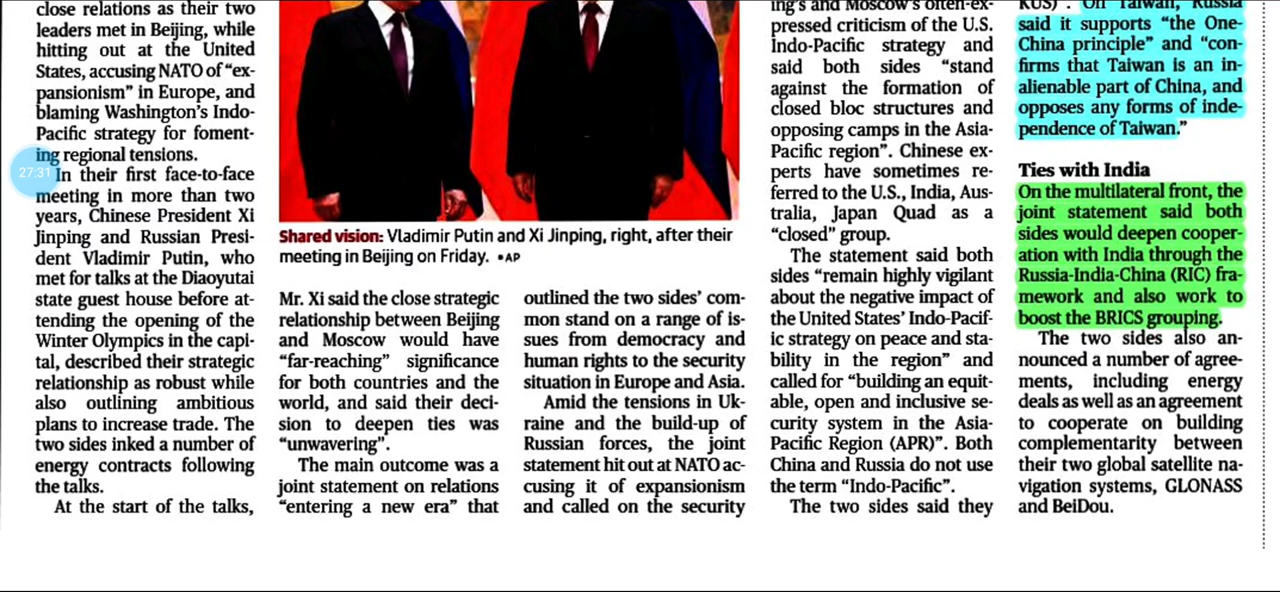 close relations as their two
leaders met in Beijing, while
hitting out at the United
States, accusing NATO of “ex-
pansionism” in Europe, and
blaming Washington’s Indo-
Pacific strategy for foment-
ing regional tensions.
27:31
In their first face-to-face
meeting in more than two
years, Chinese President Xi
Jinping and Russian Presi-
dent Vladimir Putin, who
met for talks at the Diaoyutai
state guest house before at-
tending the opening of the
Winter Olympics in the capi-
tal, described their strategic
relationship as robust while
also outlining ambitious
plans to increase trade. The
two sides inked a number of
energy contracts following
the talks.
At the start of the talks,
Shared vision: Vladimir Putin and Xi Jinping, right, after their
meeting in Beijing on Friday. •AP
Mr. Xi said the close strategic
relationship between Beijing
and Moscow would have
“far-reaching” significance
for both countries and the
world, and said their deci-
sion to deepen ties was
“unwavering”.
The main outcome was a
joint statement on relations
“entering a new era” that
outlined the two sides’ com-
mon stand on a range of is-
sues from democracy and
human rights to the security
situation in Europe and Asia.
Amid the tensions in Uk-
raine and the build-up of
Russian forces, the joint
statement hit out at NATO ac-
cusing it of expansionism
and called on the security
ing’s and Moscow’s often-ex-
pressed criticism of the U.S.
Indo-Pacific strategy and
said both sides “stand
against the formation of
closed bloc structures and
opposing camps in the Asia-
Pacific region”. Chinese ex-
perts have sometimes re-
ferred to the U.S., India, Aus-
tralia, Japan Quad as a
“closed” group.
The statement said both
sides “remain highly vigilant
about the negative impact of
the United States’ Indo-Pacif-
ic strategy on peace and sta-
bility in the region” and
called for “building an equit-
able, open and inclusive se-
curity system in the Asia-
Pacific Region (APR)”. Both
China and Russia do not use
the term “Indo-Pacific”.
The two sides said they
KUS)”. On Taiwan, Russia
said it supports “the One-
China principle” and “con-
firms that Taiwan is an in-
alienable part of China, and
opposes any forms of inde-
pendence of Taiwan.”
Ties with India
On the multilateral front, the
joint statement said both
sides would deepen cooper-
ation with India through the
Russia-India-China (RIC) fra-
mework and also work to
boost the BRICS grouping.
The two sides also an-
nounced a number of agree-
ments, including energy
deals as well as an agreement
to cooperate on building
complementarity between
their two global satellite na-
vigation systems, GLONASS
and BeiDou.